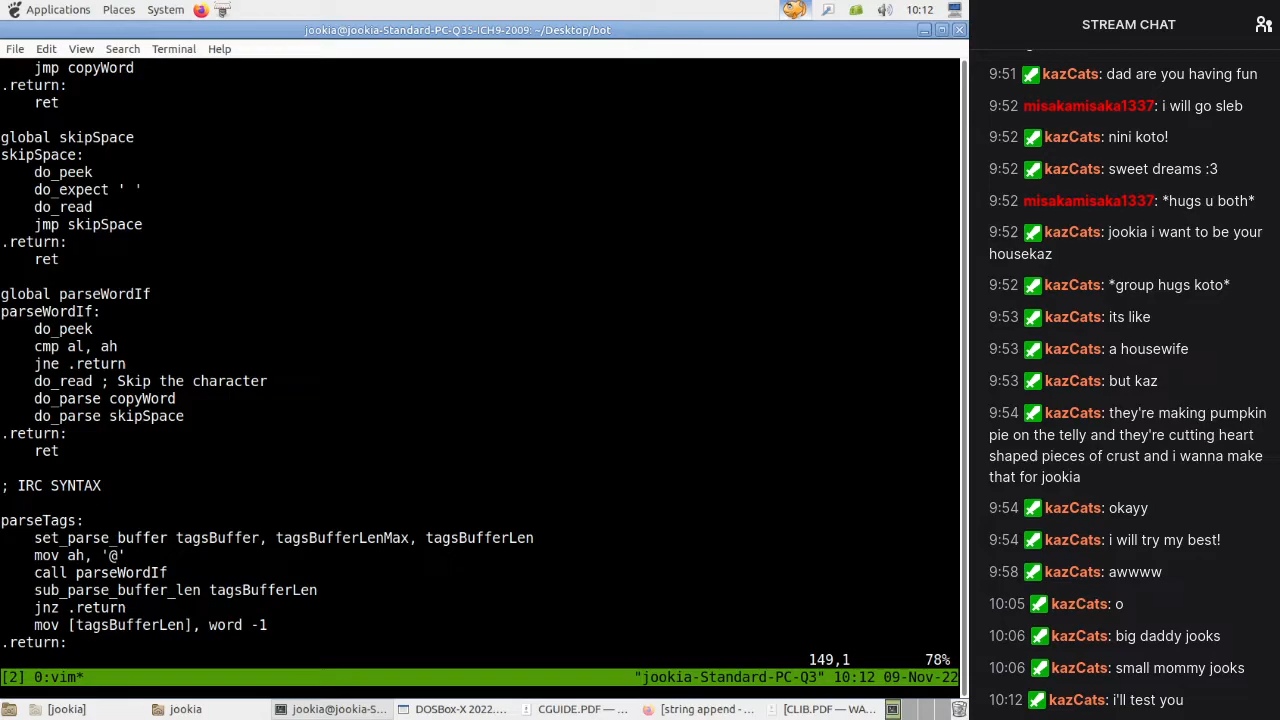 Applications Places System 10:12
jookia@jookia-Standard-PC-Q35-ICH9-2009: ~/Desktop/bot
File Edit View Search Terminal Help
jmp copyWord
.return:
ret
global skipSpace
skipSpace:
do_peek
do_expect ' '
do_read
jmp skipSpace
.return:
ret
global parseWordIf
parseWordIf:
do_peek
cmp al, ah
jne .return
do_read ; Skip the character
do_parse copyWord
do_parse skipSpace
.return:
ret
; IRC SYNTAX
parseTags:
set_parse_buffer tagsBuffer, tagsBufferLenMax, tagsBufferLen
mov ah, '@'
call parseWordIf
sub_parse_buffer_len tagsBufferLen
jnz .return
mov [tagsBufferLen], word -1
.return:
149,1 78%
[2] 0:vim* "jookia-Standard-PC-Q3" 10:12 09-Nov-22
[jookia] jookia jookia@jookia-S... DOSBox-X 2022.... CGUIDE.PDF — ... [string append - ... [CLIB.PDF — WA...
STREAM CHAT
9:51 kazCats: dad are you having fun
9:52 misakamisaka1337: i will go sleb
9:52 kazCats: nini koto!
9:52 kazCats: sweet dreams :3
9:52 misakamisaka1337: *hugs u both*
9:52 kazCats: jookia i want to be your
housekaz
9:52 kazCats: *group hugs koto*
9:53 kazCats: its like
9:53 kazCats: a housewife
9:53 kazCats: but kaz
9:54 kazCats: they're making pumpkin
pie on the telly and they're cutting heart
shaped pieces of crust and i wanna make
that for jookia
9:54 kazCats: okayy
9:54 kazCats: i will try my best!
9:58 kazCats: awwww
10:05 kazCats: o
10:06 kazCats: big daddy jooks
10:06 kazCats: small mommy jooks
10:12 kazCats: i'll test you